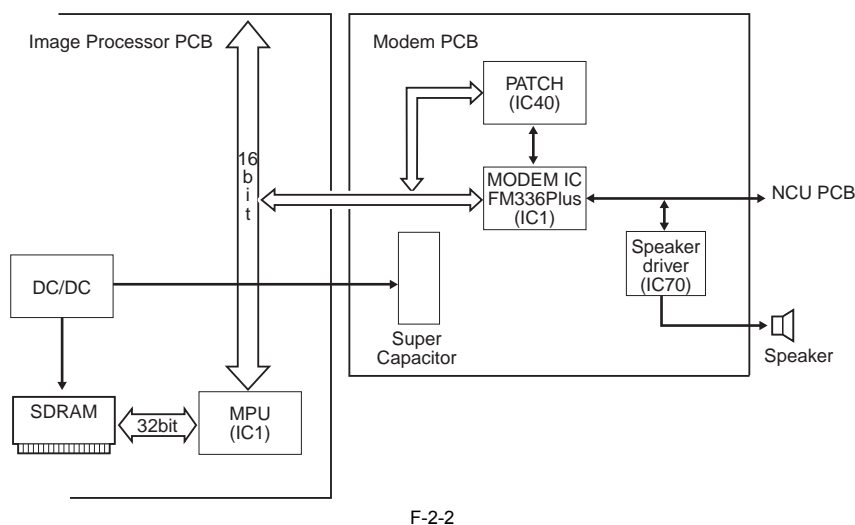 Image Processor PCB
Modem PCB
PATCH
(IC40)
16
b
i
t
MODEM IC
FM336Plus
(IC1)
NCU PCB
Speaker
driver
(IC70)
DC/DC
Super
Capacitor
Speaker
SDRAM
32bit
MPU
(IC1)
F-2-2